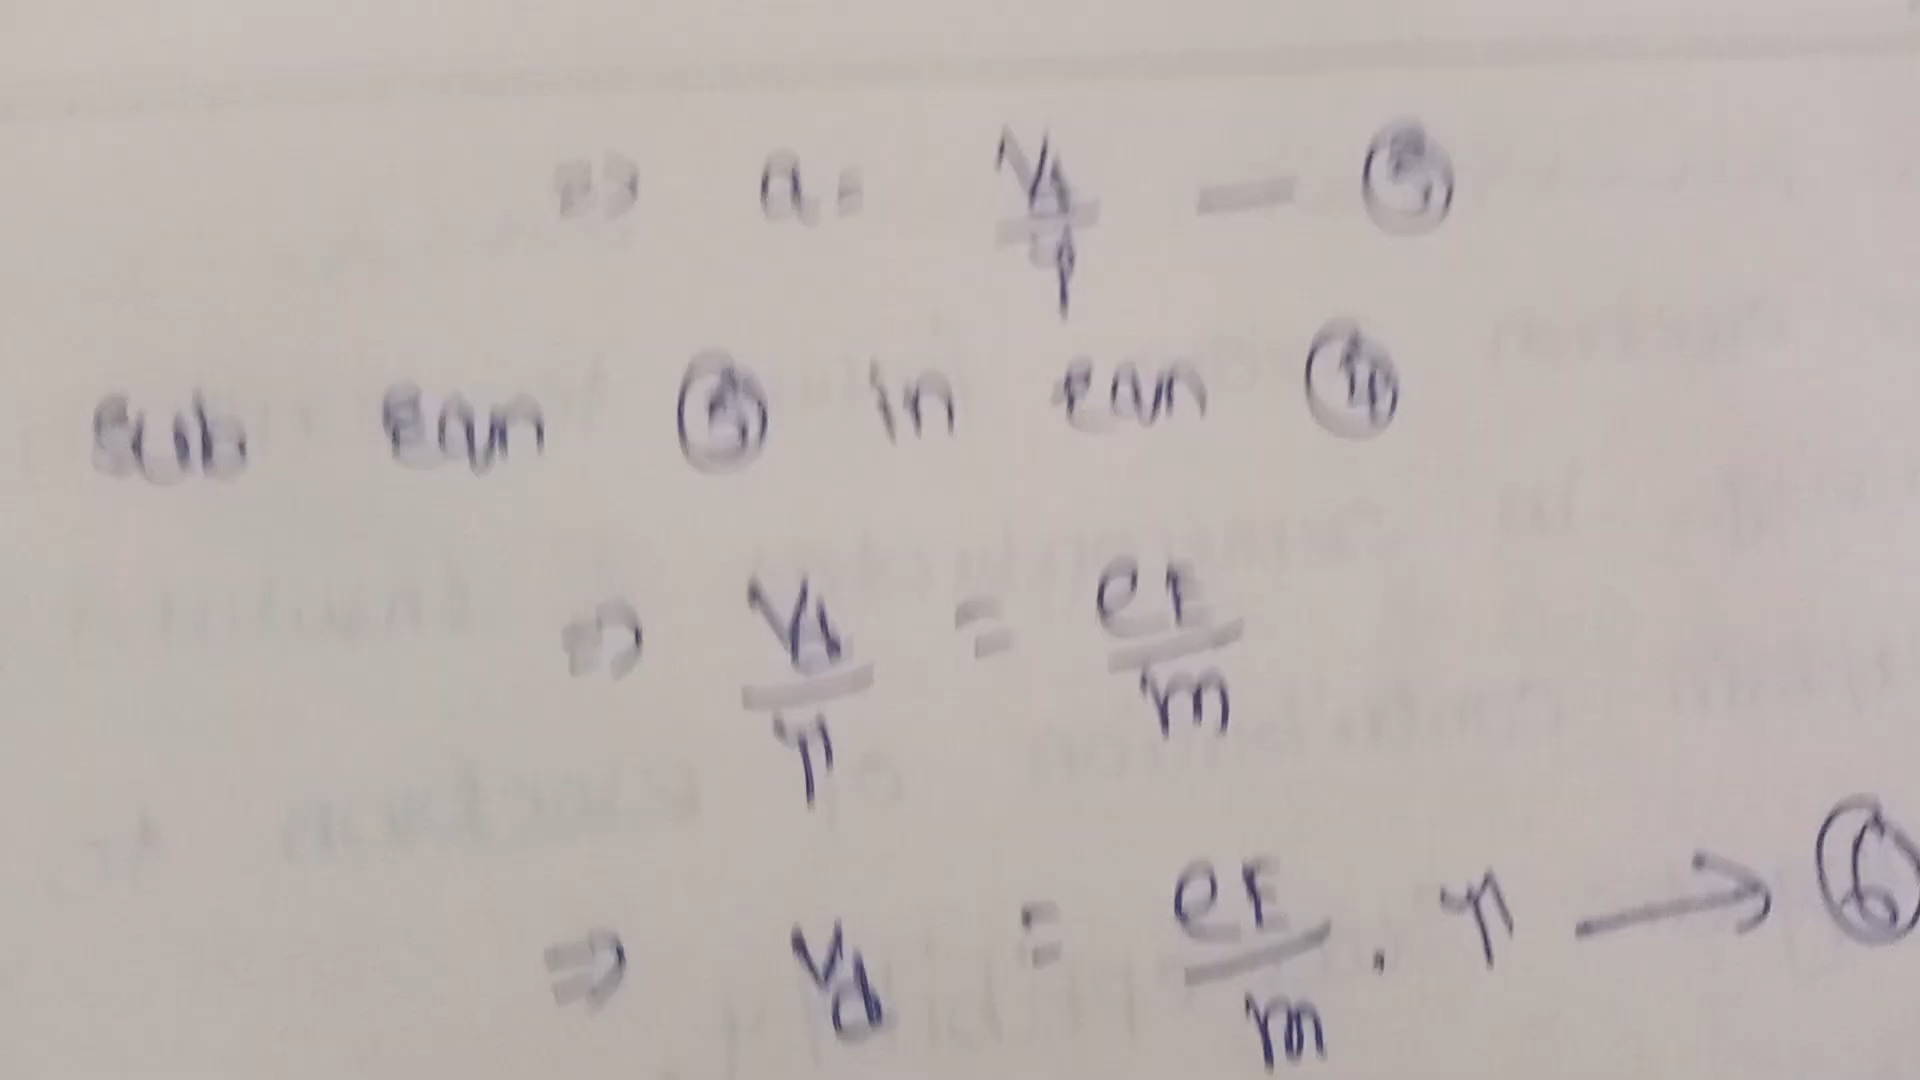 ⇒ a = Vd/τ — ⑤
sub eqn ⑤ in eqn ④
⇒ Vd/τ = eE/m
⇒ Vd = eE/m . τ → ⑥